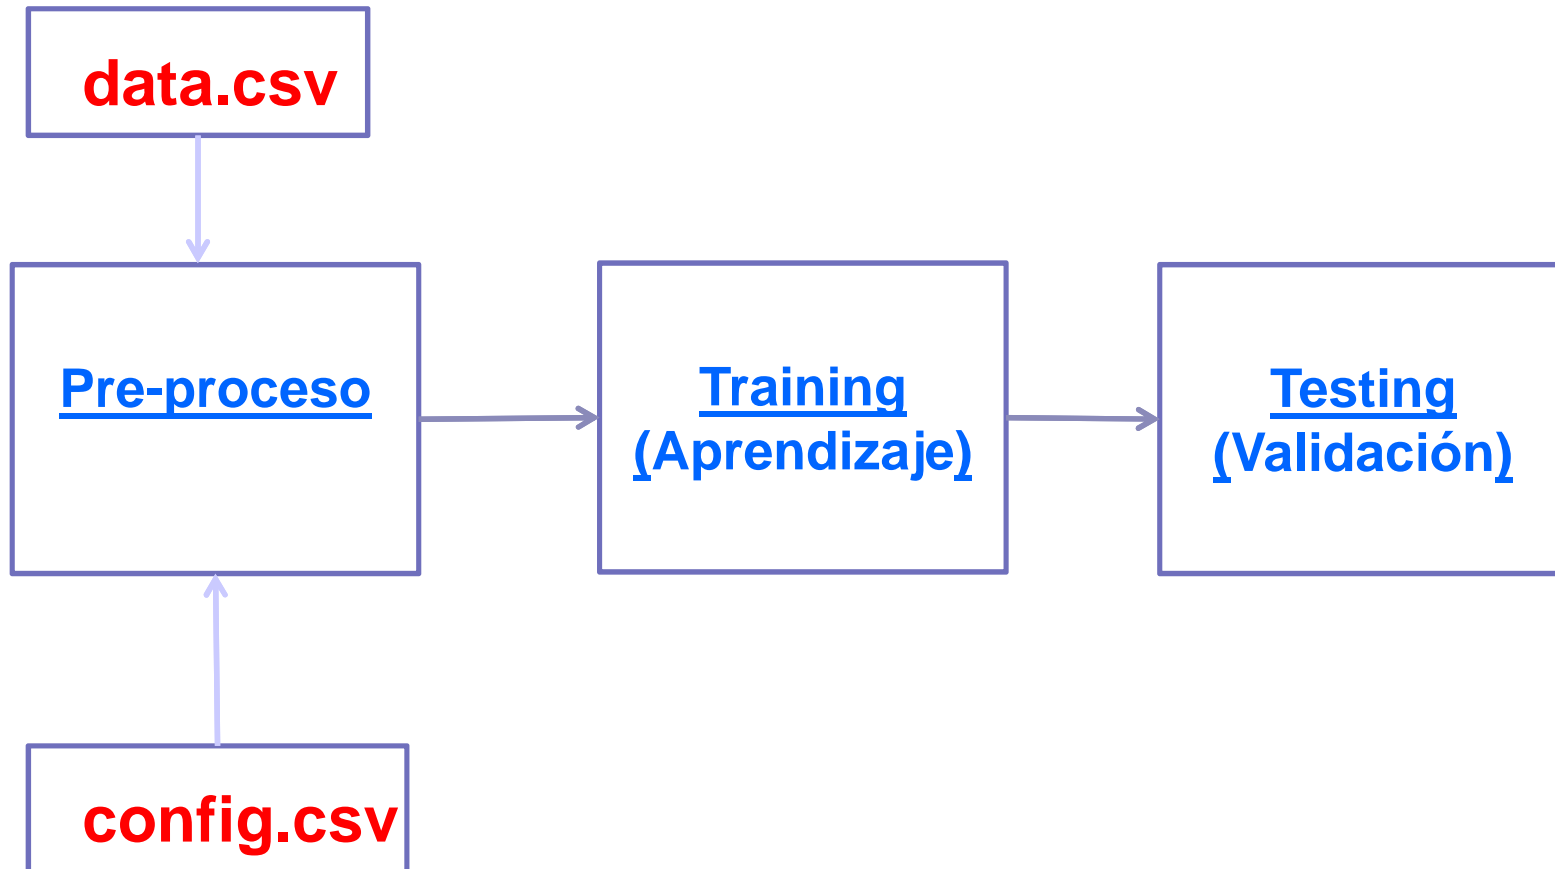 data.csv
Pre-proceso
Training
(Aprendizaje)
Testing
(Validación)
config.csv